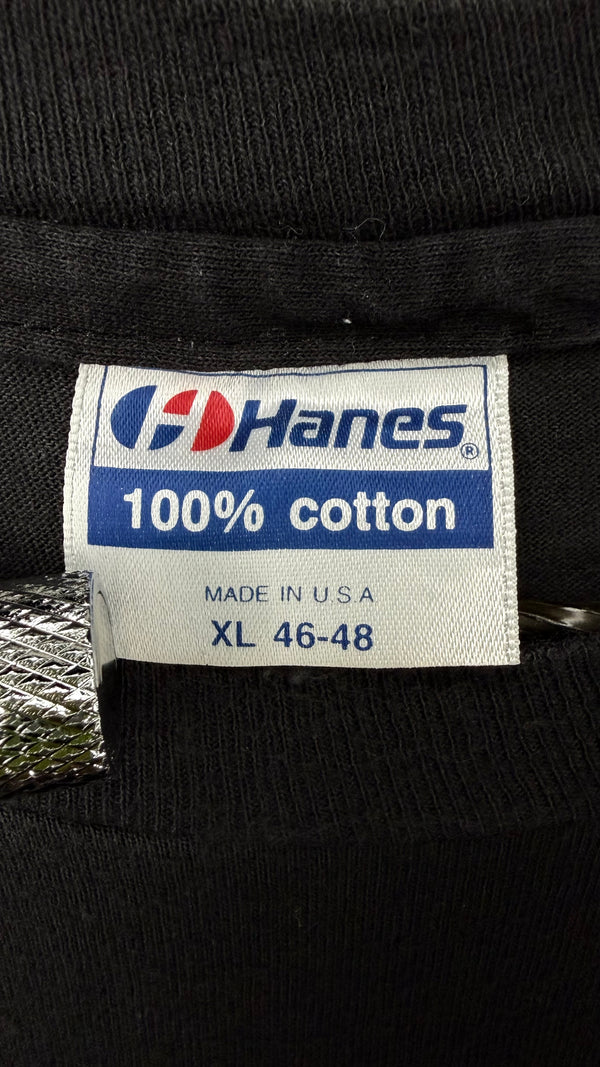 Hanes®
100% cotton
MADE IN U.S.A
XL 46-48